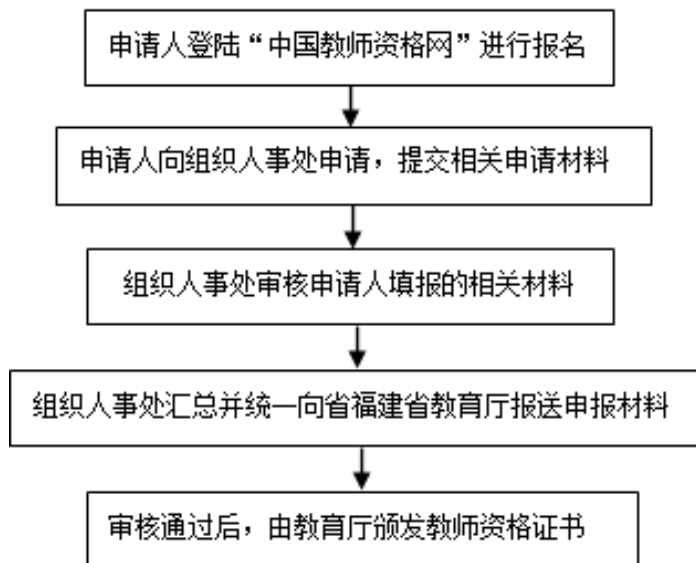 申请人登陆“中国教师资格网”进行报名
申请人向组织人事处申请，提交相关申请材料
组织人事处审核申请人填报的相关材料
组织人事处汇总并统一向省福建省教育厅报送申报材料
审核通过后，由教育厅颁发教师资格证书